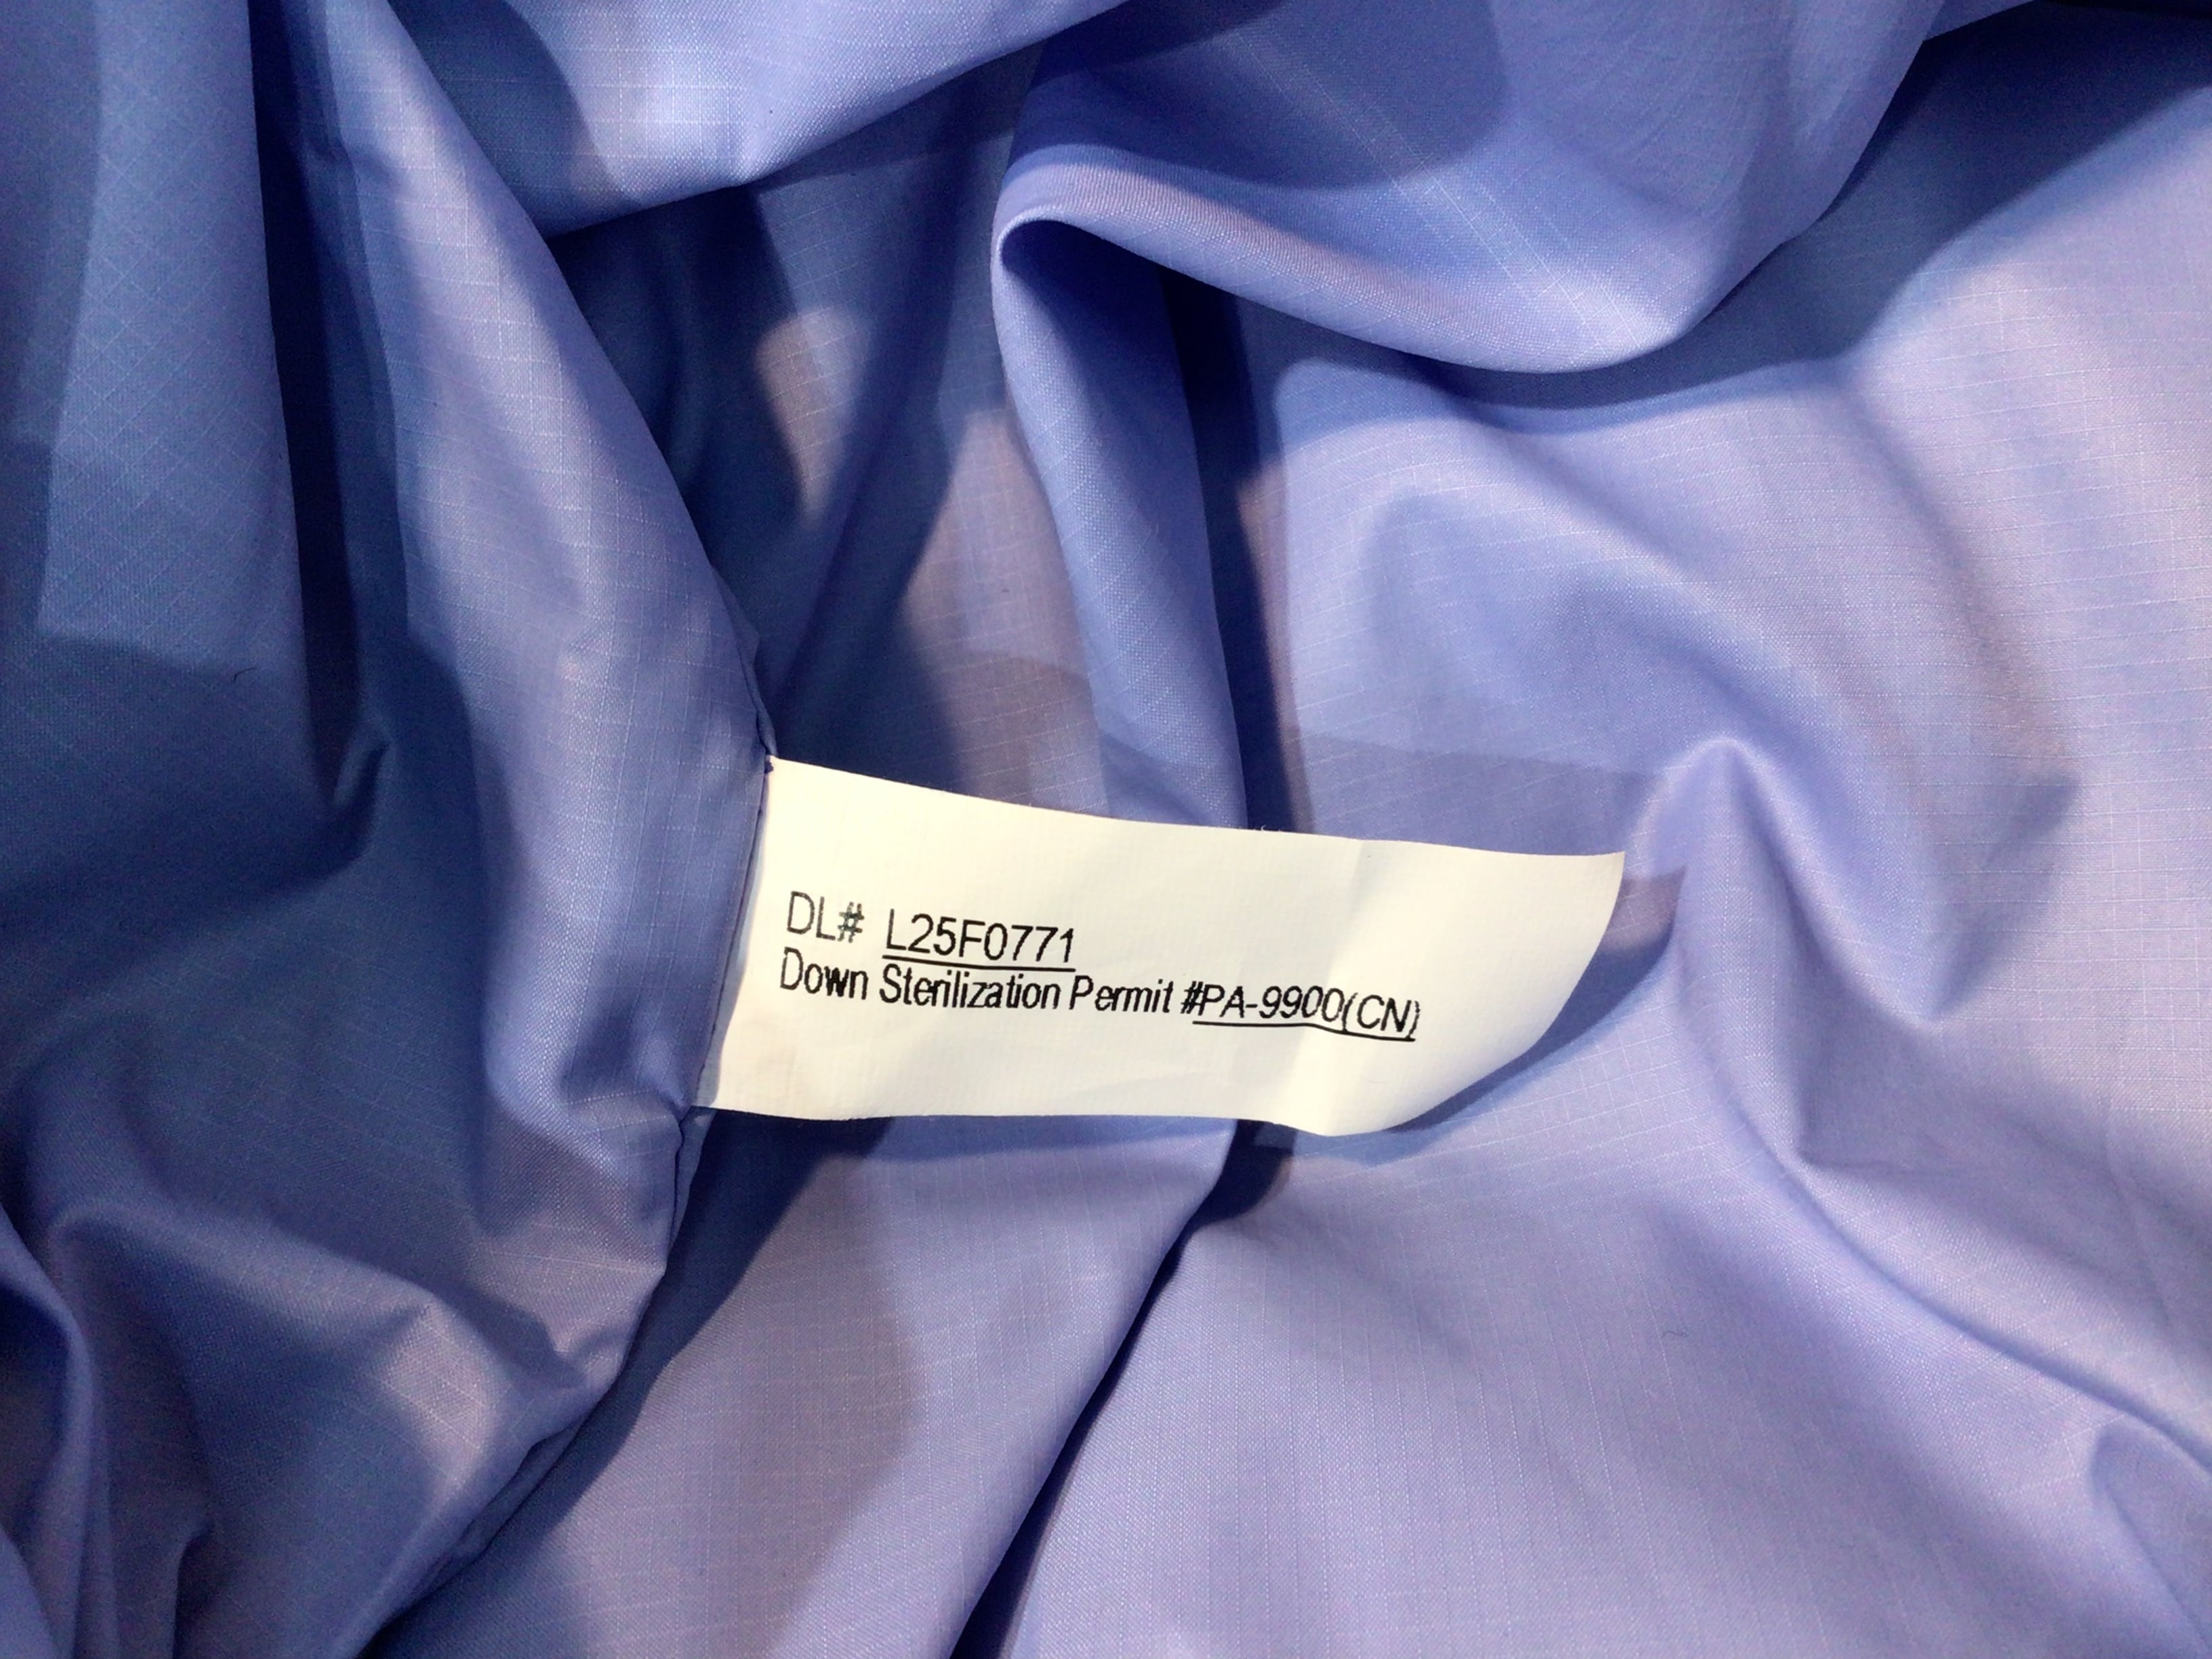 DL# L25F0771
Down Sterilization Permit #PA-9900(CN)